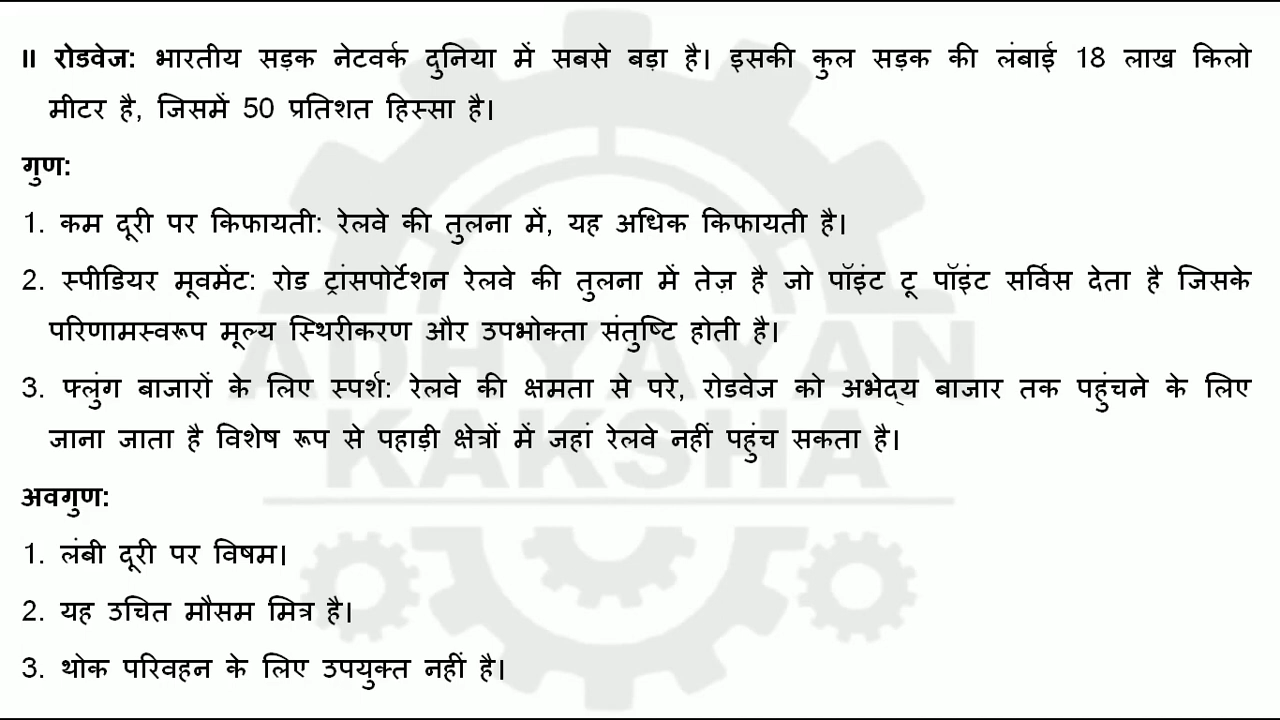 II रोडवेज: भारतीय सड़क नेटवर्क दुनिया में सबसे बड़ा है। इसकी कुल सड़क की लंबाई 18 लाख किलो
मीटर है, जिसमें 50 प्रतिशत हिस्सा है।
गुण:
1. कम दूरी पर किफायती: रेलवे की तुलना में, यह अधिक किफायती है।
2. स्पीडियर मूवमेंट: रोड ट्रांसपोर्टेशन रेलवे की तुलना में तेज़ है जो पॉइंट टू पॉइंट सर्विस देता है जिसके
परिणामस्वरूप मूल्य स्थिरीकरण और उपभोक्ता संतुष्टि होती है।
3. फ्लुंग बाजारों के लिए स्पर्श: रेलवे की क्षमता से परे, रोडवेज को अभेद्य बाजार तक पहुंचने के लिए
जाना जाता है विशेष रूप से पहाड़ी क्षेत्रों में जहां रेलवे नहीं पहुंच सकता है।
अवगुण:
1. लंबी दूरी पर विषम।
2. यह उचित मौसम मित्र है।
3. थोक परिवहन के लिए उपयुक्त नहीं है।
ADHYAYAN
KAKSHA